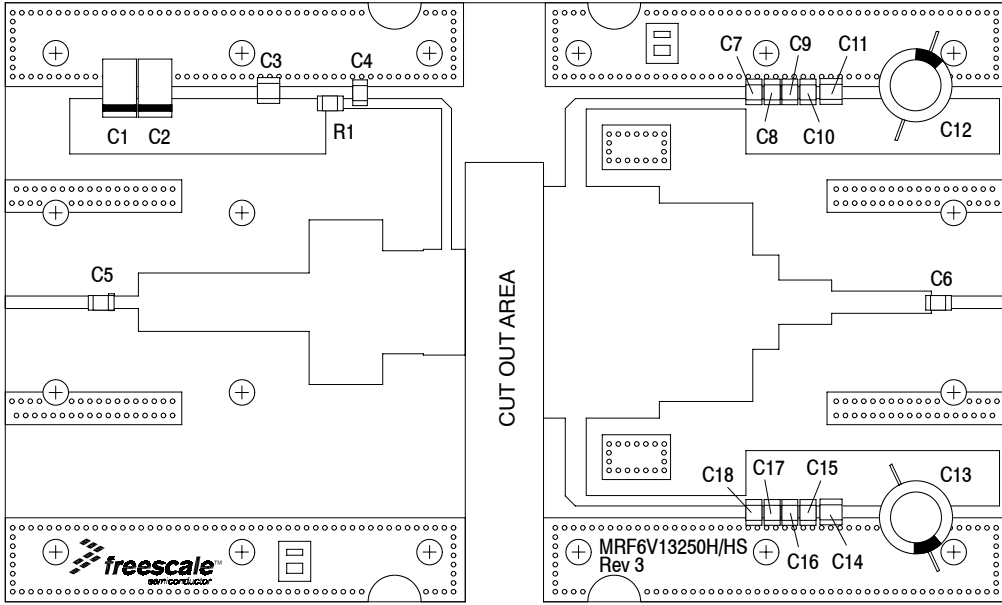 C3
C4
C7
C9
C11
C1
C2
R1
C8
C10
C12
C5
C6
CUT OUT AREA
C18
C17
C15
C13
freescale™
semiconductor
MRF6V13250H/HS
Rev 3
C16
C14